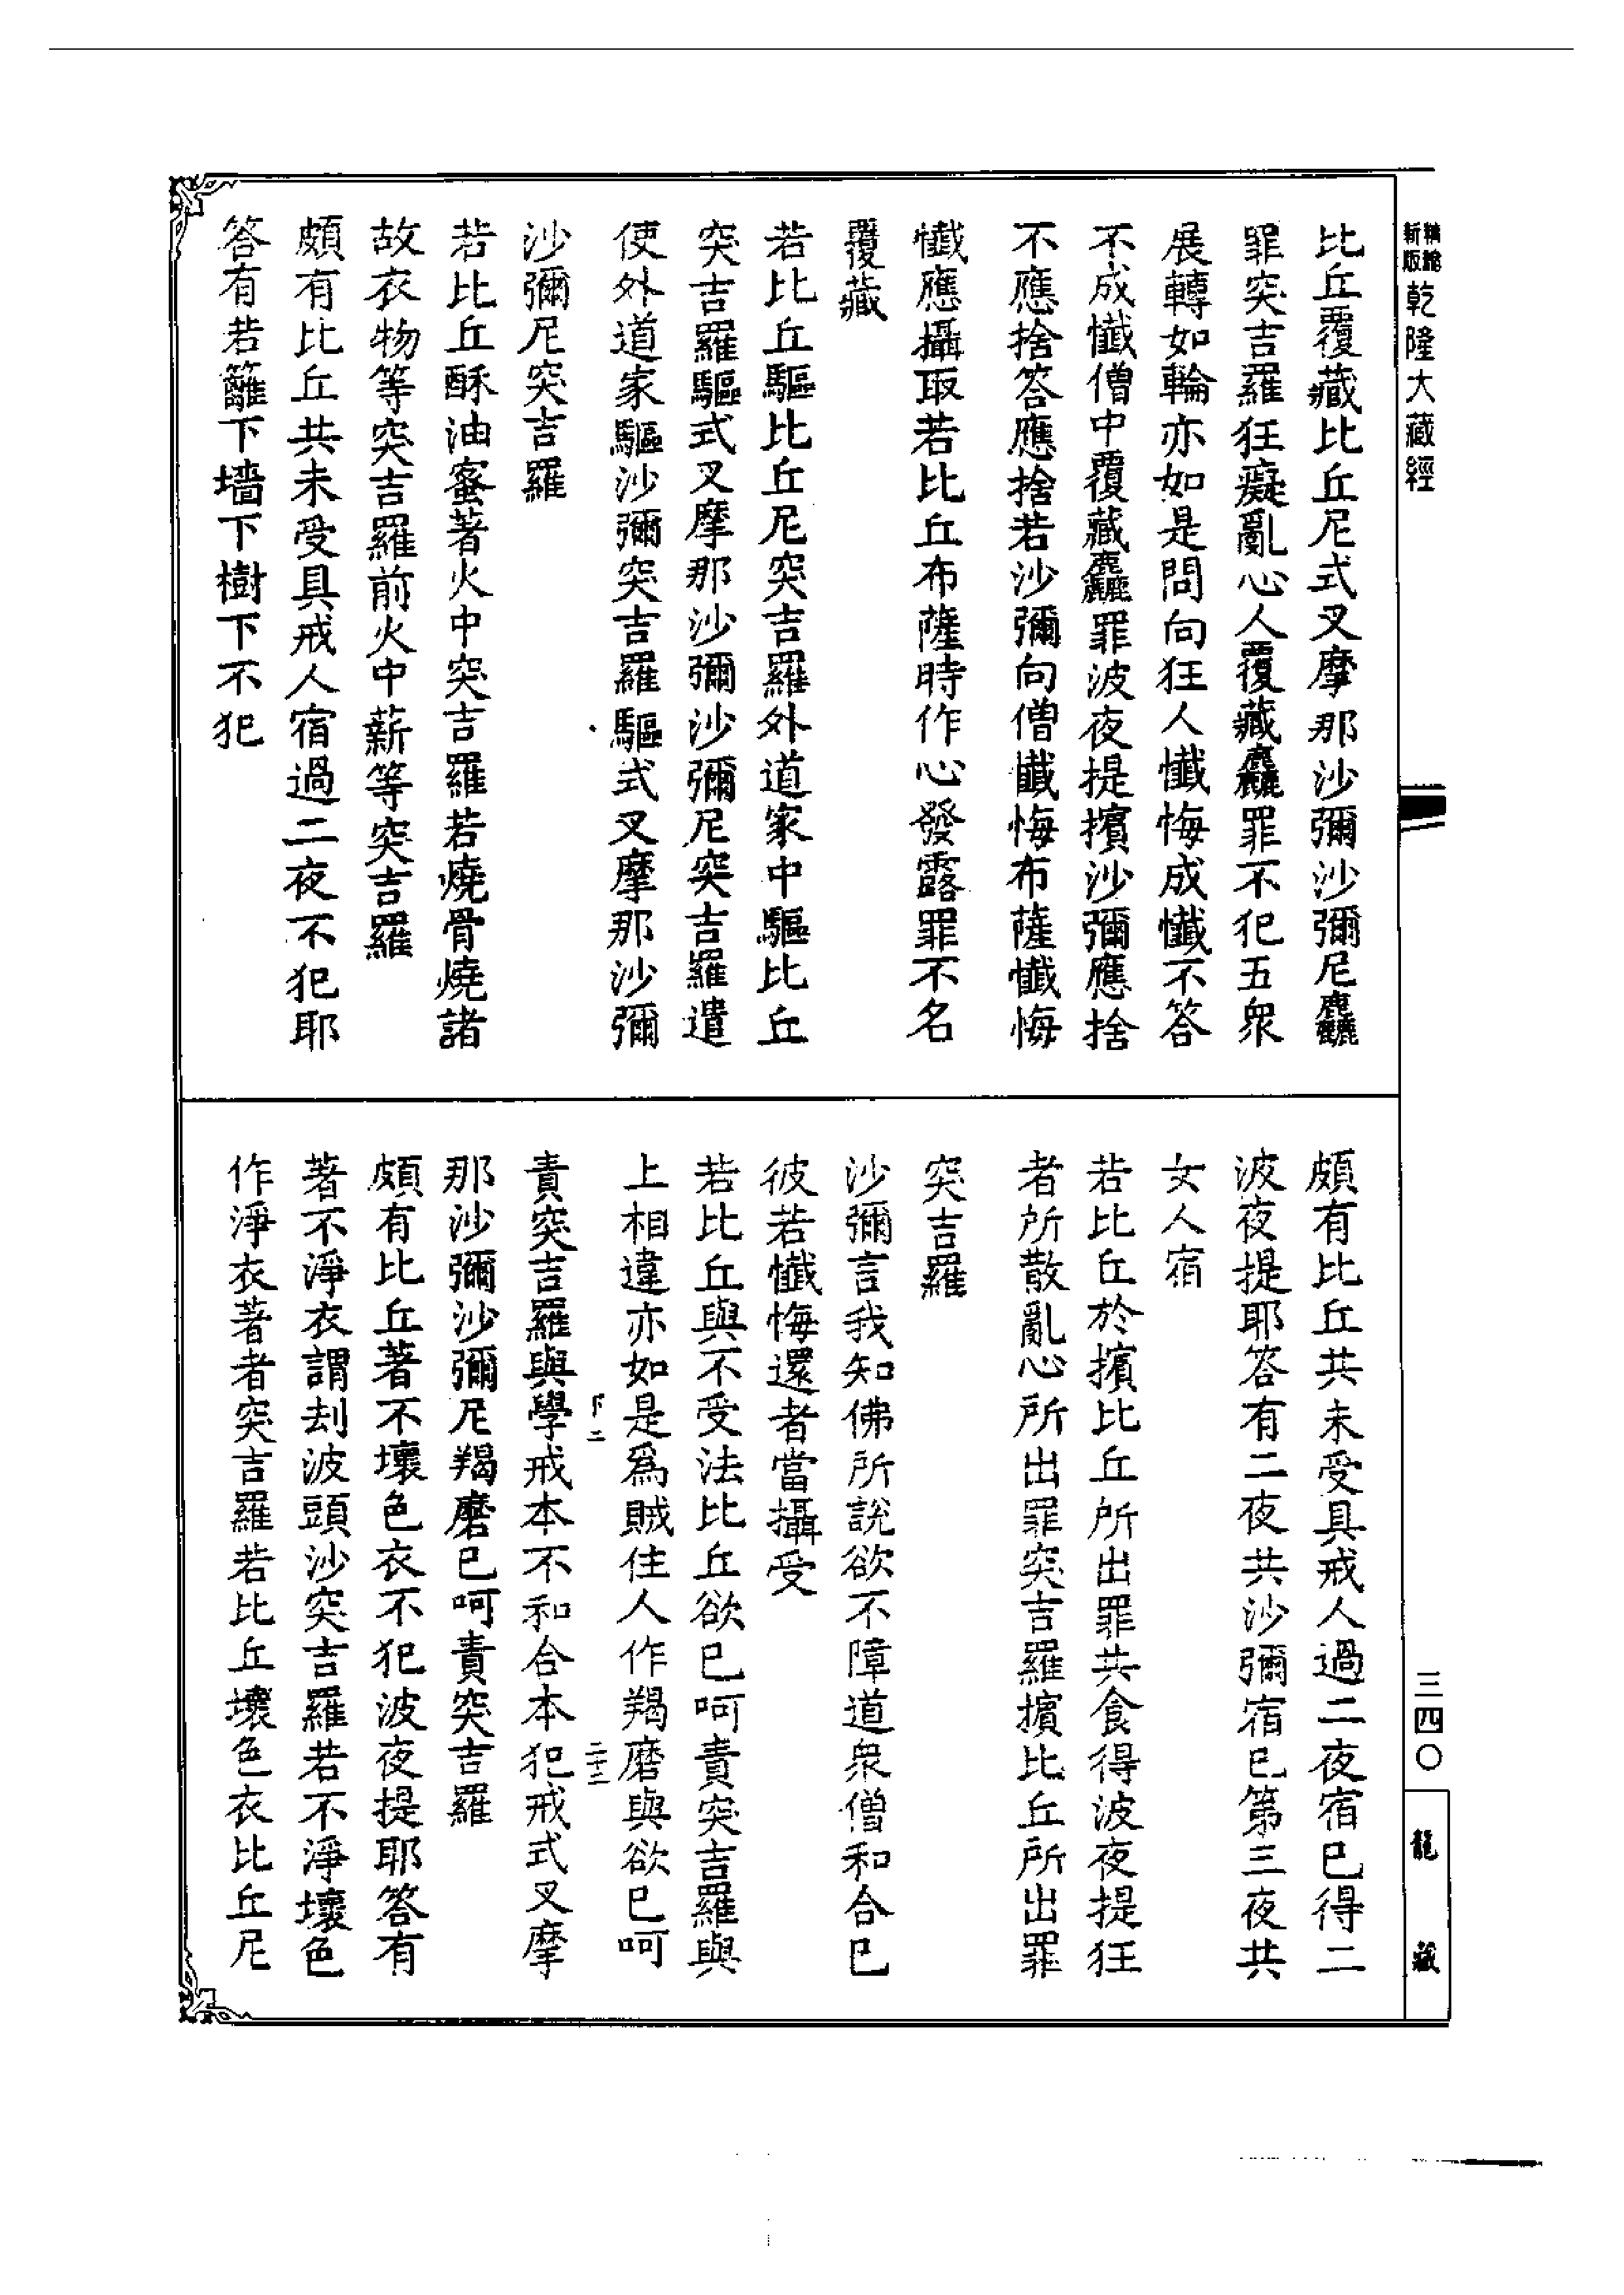 新版
精縮
乾隆大藏經
三四〇
龍藏
比丘覆藏比丘尼式叉摩那沙彌沙彌尼麤
罪突吉羅狂癡亂心人覆藏麤罪不犯五衆
展轉如輪亦如是問向狂人懺悔成懺不答
不成懺僧中覆藏麤罪波夜提擯沙彌應捨
不應捨答應捨若沙彌向僧懺悔布薩懺悔
懺應攝取若比丘布薩時作心發露罪不名
覆藏
若比丘驅比丘尼突吉羅外道家中驅比丘
突吉羅驅式叉摩那沙彌沙彌尼突吉羅遣
使外道家驅沙彌突吉羅驅式叉摩那沙彌
沙彌尼突吉羅
若比丘酥油蜜著火中突吉羅若燒骨燒諸
故衣物等突吉羅前火中薪等突吉羅
頗有比丘共未受具戒人宿過二夜不犯耶
答有若籬下墻下樹下不犯
頗有比丘共未受具戒人過二夜宿已得二
波夜提耶答有二夜共沙彌宿已第三夜共
女人宿
若比丘於擯比丘所出罪共食得波夜提狂
者所散亂心所出罪突吉羅擯比丘所出罪
突吉羅
沙彌言我知佛所說欲不障道衆僧和合已
彼若懺悔還者當攝受
若比丘與不受法比丘欲已呵責突吉羅與
上相違亦如是爲賊住人作羯磨與欲已呵
卞二
二十二
責突吉羅與學戒本不和合本犯戒式叉摩
那沙彌沙彌尼羯磨已呵責突吉羅
頗有比丘著不壞色衣不犯波夜提耶答有
著不淨衣謂刦波頭沙突吉羅若不淨壞色
作淨衣著者突吉羅若比丘壞色衣比丘尼